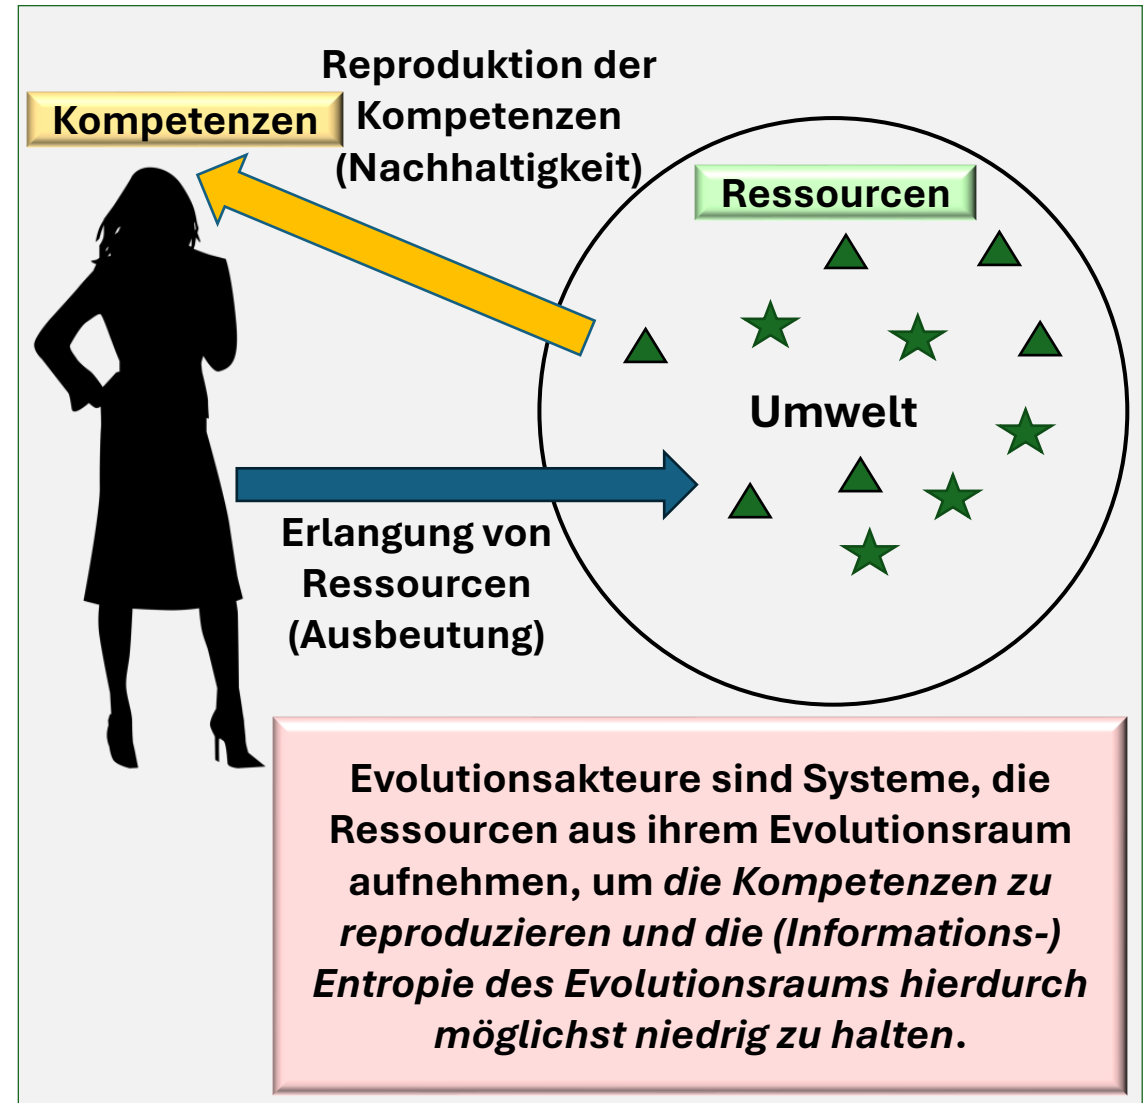 Reproduktion der
Kompetenzen
(Nachhaltigkeit)
Kompetenzen
Ressourcen
Umwelt
Erlangung von
Ressourcen
(Ausbeutung)
Evolutionsakteure sind Systeme, die
Ressourcen aus ihrem Evolutionsraum
aufnehmen, um die Kompetenzen zu
reproduzieren und die (Informations-)
Entropie des Evolutionsraums hierdurch
möglichst niedrig zu halten.